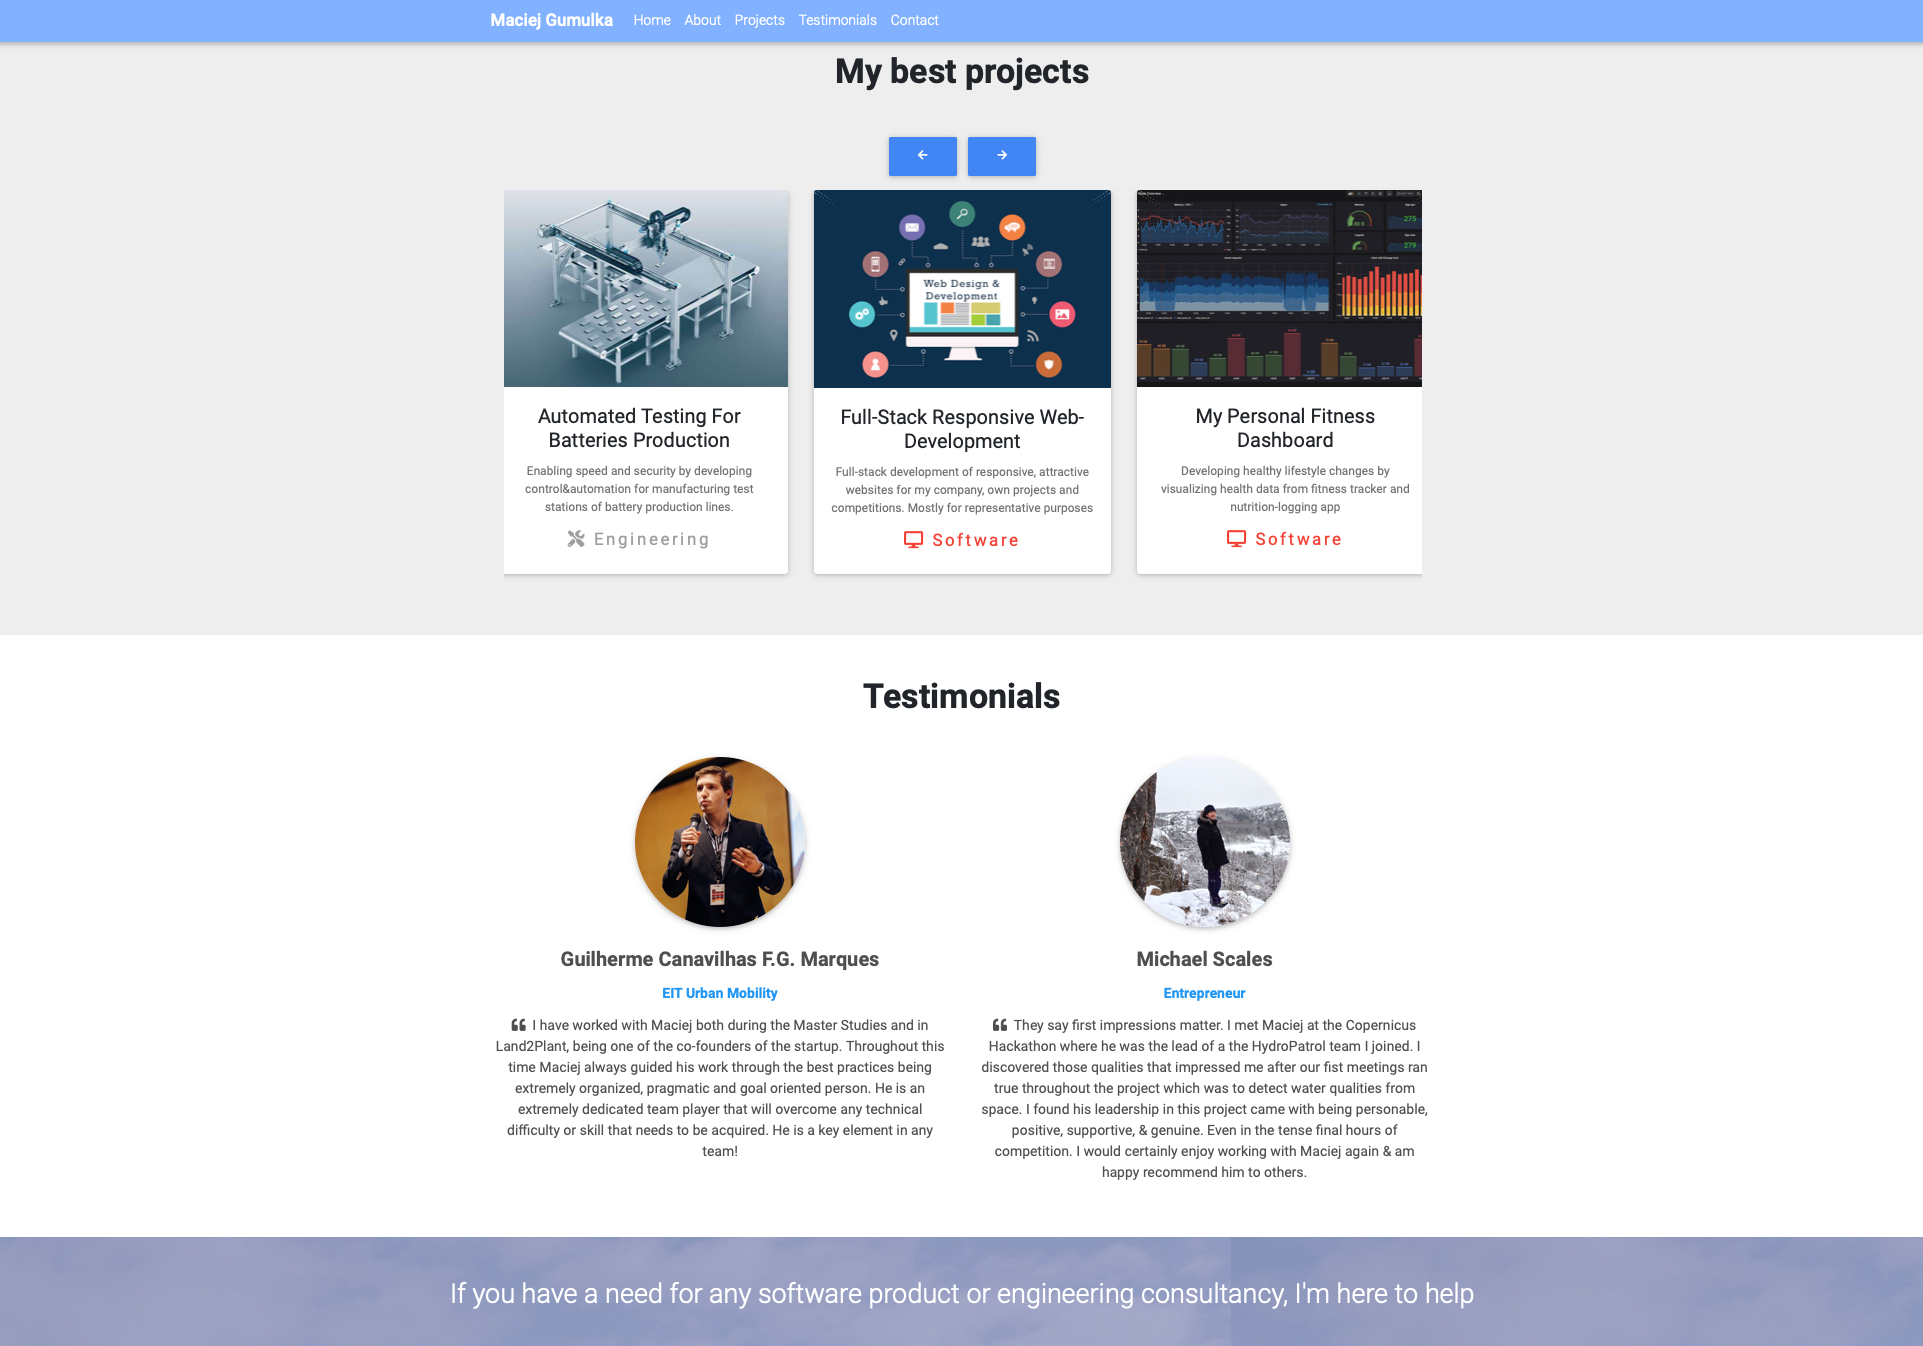 Maciej Gumulka Home About Projects Testimonials Contact
My best projects
Web Design &
Development
275
279
Automated Testing For
Batteries Production
Enabling speed and security by developing
control&automation for manufacturing test
stations of battery production lines.
Engineering
Full-Stack Responsive Web-
Development
Full-stack development of responsive, attractive
websites for my company, own projects and
competitions. Mostly for representative purposes
Software
My Personal Fitness
Dashboard
Developing healthy lifestyle changes by
visualizing health data from fitness tracker and
nutrition-logging app
Software
Testimonials
Guilherme Canavilhas F.G. Marques
EIT Urban Mobility
I have worked with Maciej both during the Master Studies and in
Land2Plant, being one of the co-founders of the startup. Throughout this
time Maciej always guided his work through the best practices being
extremely organized, pragmatic and goal oriented person. He is an
extremely dedicated team player that will overcome any technical
difficulty or skill that needs to be acquired. He is a key element in any
team!
Michael Scales
Entrepreneur
They say first impressions matter. I met Maciej at the Copernicus
Hackathon where he was the lead of a the HydroPatrol team I joined. I
discovered those qualities that impressed me after our fist meetings ran
true throughout the project which was to detect water qualities from
space. I found his leadership in this project came with being personable,
positive, supportive, & genuine. Even in the tense final hours of
competition. I would certainly enjoy working with Maciej again & am
happy recommend him to others.
If you have a need for any software product or engineering consultancy, I'm here to help